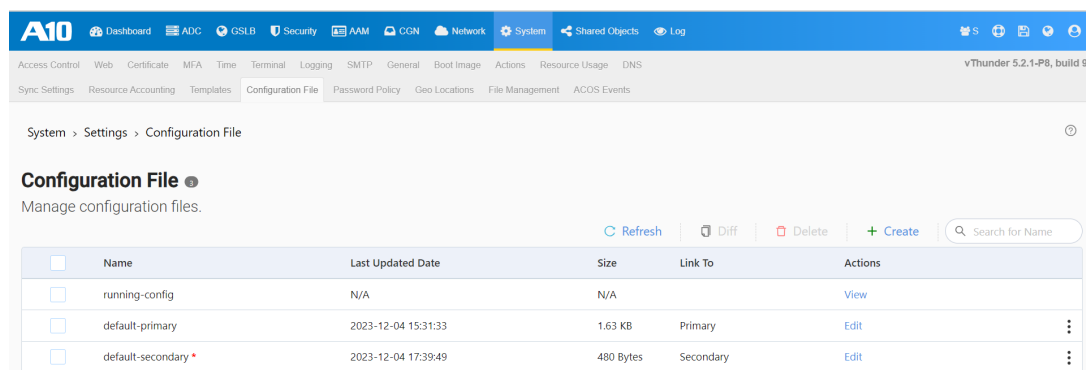 A10 Dashboard ADC GSLB Security AAM CGN Network System Shared Objects Log S
Access Control Web Certificate MFA Time Terminal Logging SMTP General Boot Image Actions Resource Usage DNS vThunder 5.2.1-P8, build 9
Sync Settings Resource Accounting Templates Configuration File Password Policy Geo Locations File Management ACOS Events
System > Settings > Configuration File
Configuration File 3
Manage configuration files.
Refresh Diff Delete + Create Search for Name
Name Last Updated Date Size Link To Actions
running-config N/A N/A View
default-primary 2023-12-04 15:31:33 1.63 KB Primary Edit
default-secondary * 2023-12-04 17:39:49 480 Bytes Secondary Edit